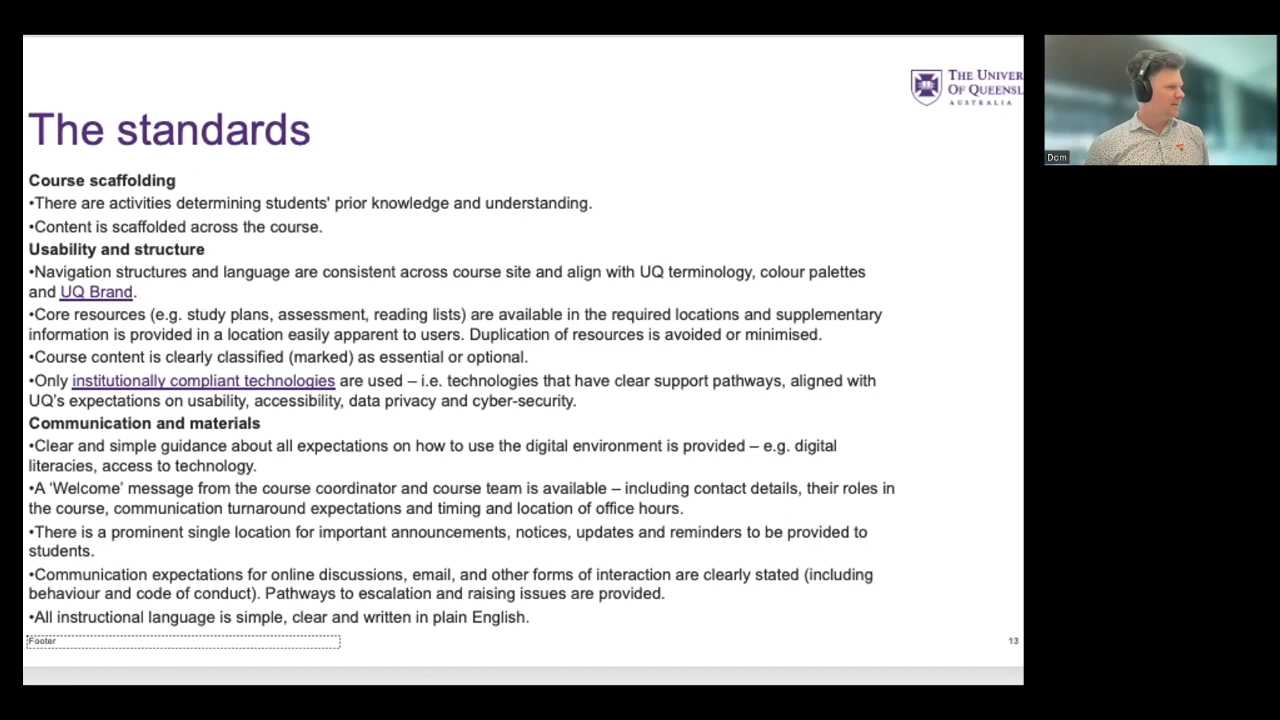 THE UNIVER
OF QUEENSL
AUSTRALIA
The standards
Course scaffolding
•There are activities determining students' prior knowledge and understanding.
•Content is scaffolded across the course.
Usability and structure
•Navigation structures and language are consistent across course site and align with UQ terminology, colour palettes
and UQ Brand.
•Core resources (e.g. study plans, assessment, reading lists) are available in the required locations and supplementary
information is provided in a location easily apparent to users. Duplication of resources is avoided or minimised.
•Course content is clearly classified (marked) as essential or optional.
•Only institutionally compliant technologies are used – i.e. technologies that have clear support pathways, aligned with
UQ's expectations on usability, accessibility, data privacy and cyber-security.
Communication and materials
•Clear and simple guidance about all expectations on how to use the digital environment is provided – e.g. digital
literacies, access to technology.
•A ‘Welcome’ message from the course coordinator and course team is available – including contact details, their roles in
the course, communication turnaround expectations and timing and location of office hours.
•There is a prominent single location for important announcements, notices, updates and reminders to be provided to
students.
•Communication expectations for online discussions, email, and other forms of interaction are clearly stated (including
behaviour and code of conduct). Pathways to escalation and raising issues are provided.
•All instructional language is simple, clear and written in plain English.
Footer
13
Dom